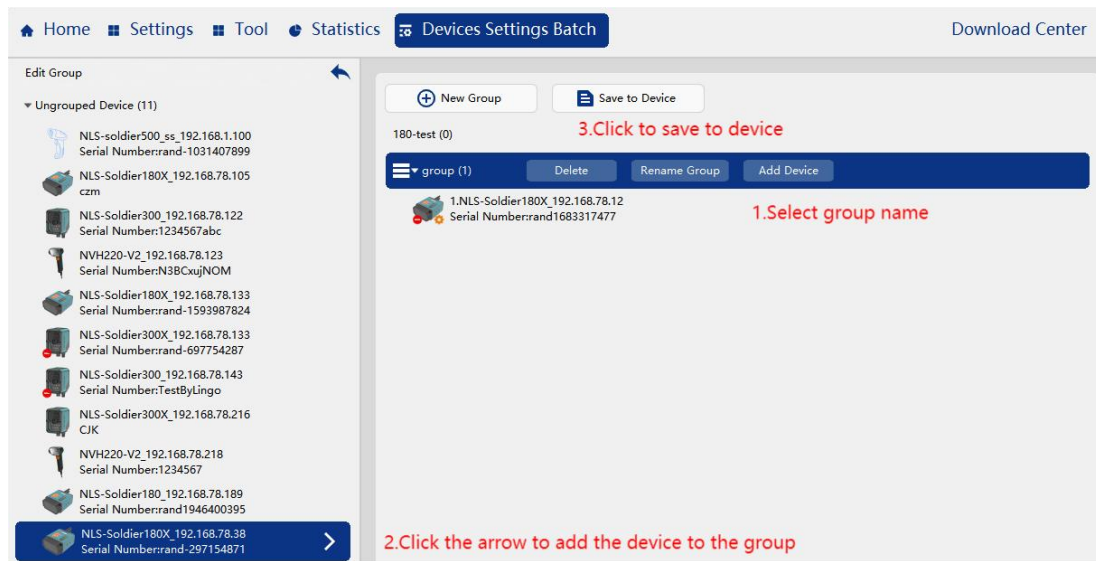 Home Settings Tool Statistics Devices Settings Batch Download Center
Edit Group
Ungrouped Device (11)
NLS-soldier500_ss_192.168.1.100
Serial Number:rand-1031407899
NLS-Soldier180X_192.168.78.105
czm
NLS-Soldier300_192.168.78.122
Serial Number:1234567abc
NVH220-V2_192.168.78.123
Serial Number:N3BCxujNOM
NLS-Soldier180X_192.168.78.133
Serial Number:rand-1593987824
NLS-Soldier300X_192.168.78.133
Serial Number:rand-697754287
NLS-Soldier300_192.168.78.143
Serial Number:TestByLingo
NLS-Soldier300X_192.168.78.216
CJK
NVH220-V2_192.168.78.218
Serial Number:1234567
NLS-Soldier180_192.168.78.189
Serial Number:rand1946400395
NLS-Soldier180X_192.168.78.38
Serial Number:rand-297154871
New Group Save to Device
180-test (0)
3.Click to save to device
group (1) Delete Rename Group Add Device
1.NLS-Soldier180X_192.168.78.12
Serial Number:rand1683317477
1.Select group name
2.Click the arrow to add the device to the group